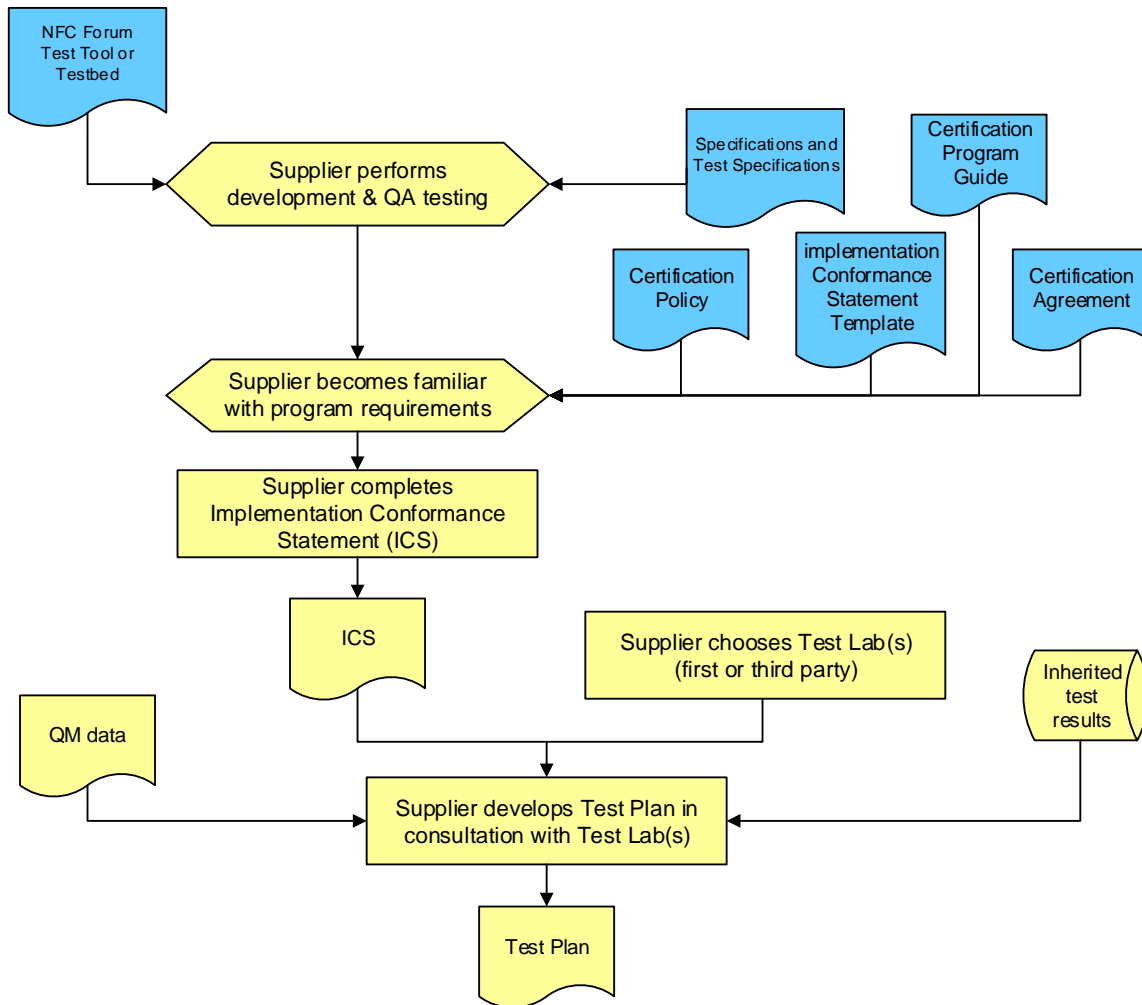 NFC Forum
Test Tool or
Testbed
Supplier performs
development & QA testing
Specifications and
Test Specifications
Certification
Program
Guide
Certification
Policy
implementation
Conformance
Statement
Template
Certification
Agreement
Supplier becomes familiar
with program requirements
Supplier completes
Implementation Conformance
Statement (ICS)
ICS
Supplier chooses Test Lab(s)
(first or third party)
Inherited
test
results
QM data
Supplier develops Test Plan in
consultation with Test Lab(s)
Test Plan